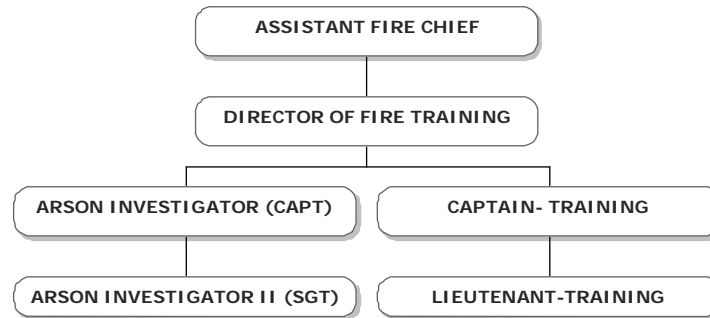 ASSISTANT FIRE CHIEF
DIRECTOR OF FIRE TRAINING
ARSON INVESTIGATOR (CAPT)
CAPTAIN- TRAINING
ARSON INVESTIGATOR II (SGT)
LIEUTENANT-TRAINING